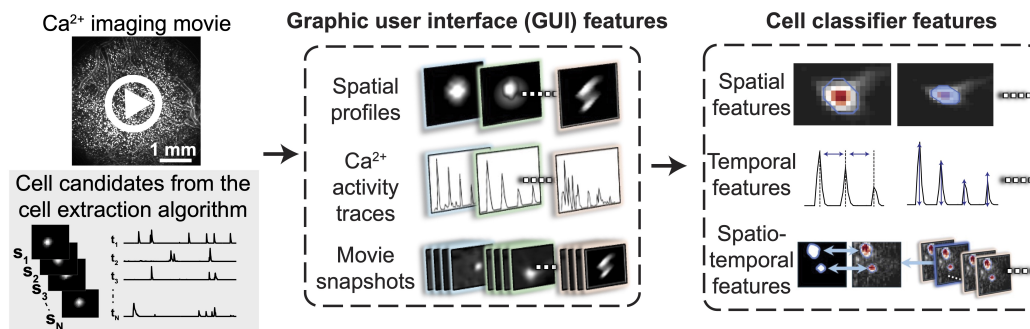 Ca²⁺ imaging movie
1 mm
Cell candidates from the
cell extraction algorithm
s₁
s₂
s₃
s_N
t₁
t₂
t₃
t_N
Graphic user interface (GUI) features
Spatial
profiles
Ca²⁺
activity
traces
Movie
snapshots
Cell classifier features
Spatial
features
Temporal
features
Spatio-
temporal
features